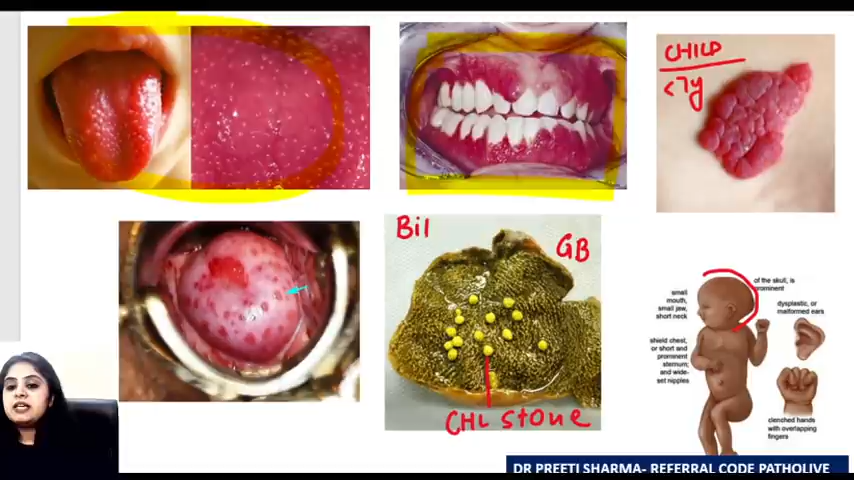 CHILD
<7y
Bil
GB
CHL stone
small
mouth,
small jaw,
short neck
of the skull, is
prominent
dysplastic, or
malformed ears
shield chest,
or short and
prominent
sternum;
and wide-
set nipples
clenched hands
with overlapping
fingers
DR PREETI SHARMA- REFERRAL CODE PATHOLIVE